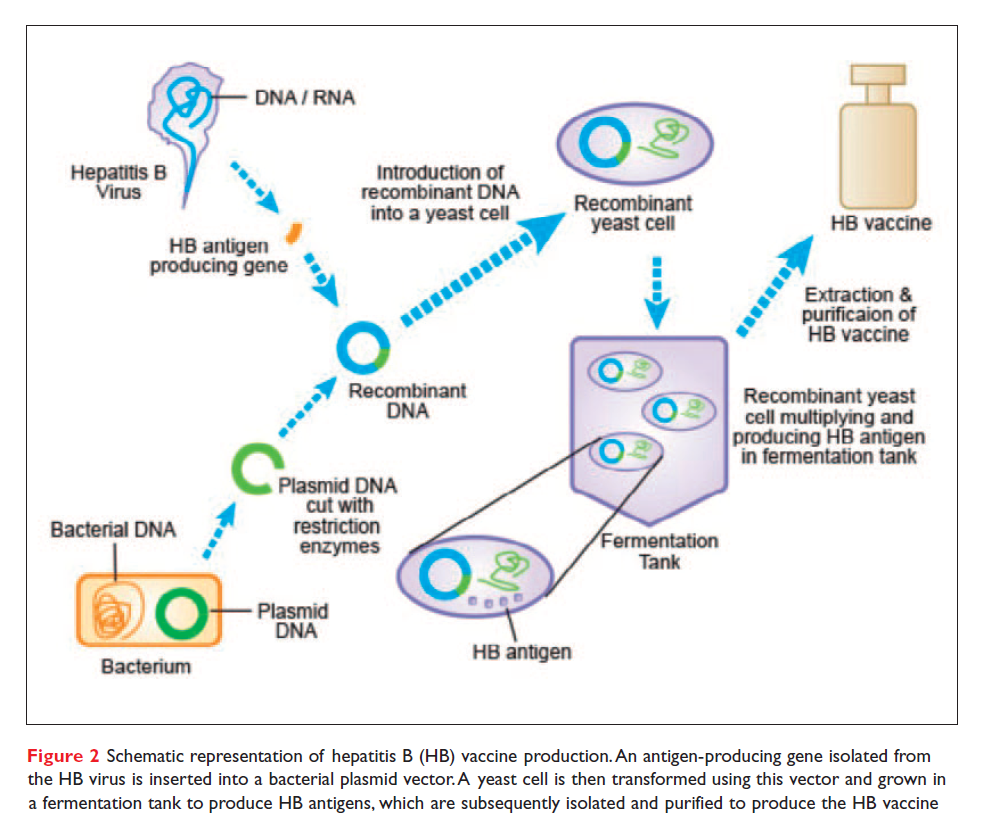 DNA / RNA
Hepatitis B
Virus
HB antigen
producing gene
Introduction of
recombinant DNA
into a yeast cell
Recombinant
yeast cell
HB vaccine
Extraction &
purificaion of
HB vaccine
Recombinant
DNA
Recombinant yeast
cell multiplying and
producing HB antigen
in fermentation tank
Plasmid DNA
cut with
restriction
enzymes
Bacterial DNA
Plasmid
DNA
Bacterium
Fermentation
Tank
HB antigen
Figure 2 Schematic representation of hepatitis B (HB) vaccine production. An antigen-producing gene isolated from
the HB virus is inserted into a bacterial plasmid vector. A yeast cell is then transformed using this vector and grown in
a fermentation tank to produce HB antigens, which are subsequently isolated and purified to produce the HB vaccine